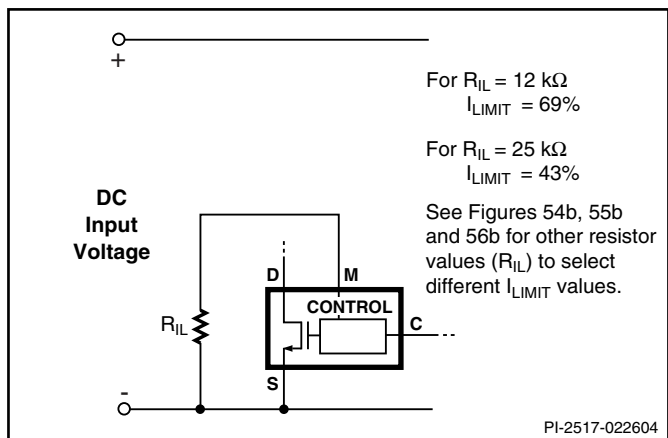 +
For R_IL = 12 kΩ
I_LIMIT = 69%
For R_IL = 25 kΩ
I_LIMIT = 43%
See Figures 54b, 55b
and 56b for other resistor
values (R_IL) to select
different I_LIMIT values.
DC
Input
Voltage
D
M
CONTROL
C
R_IL
S
-
PI-2517-022604